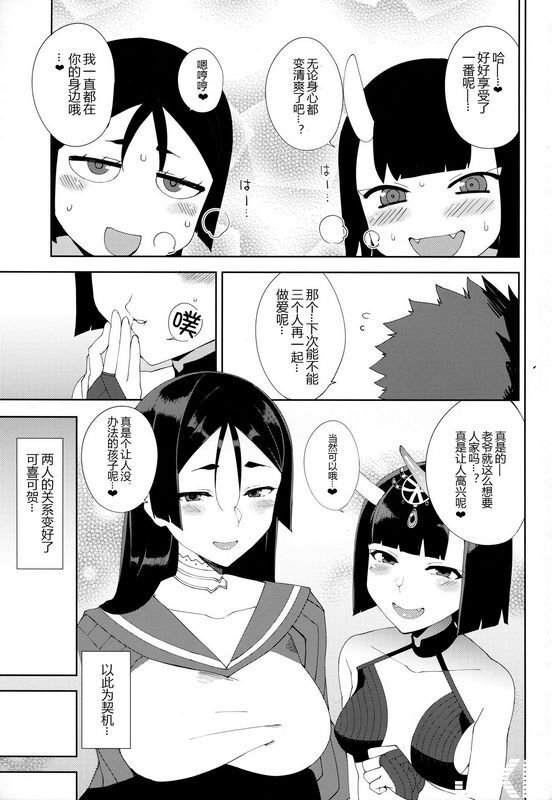 哈——
好好享受了
一番呢——
♥
无论身心都
变清爽了吧…?
嗯哼哼
♥
我一直都在
你的身边哦
…♥
はー…
はー…
那个…下次能不能
三个人再一起…
做爱呢…
噗
真是的——
老爷就这么想要
人家吗…?
真是让人高兴呢♥
当然可以哦…
♥
真是个让人没
办法的孩子呢…♥
以此为契机…
两人的关系变好了
可喜可贺…